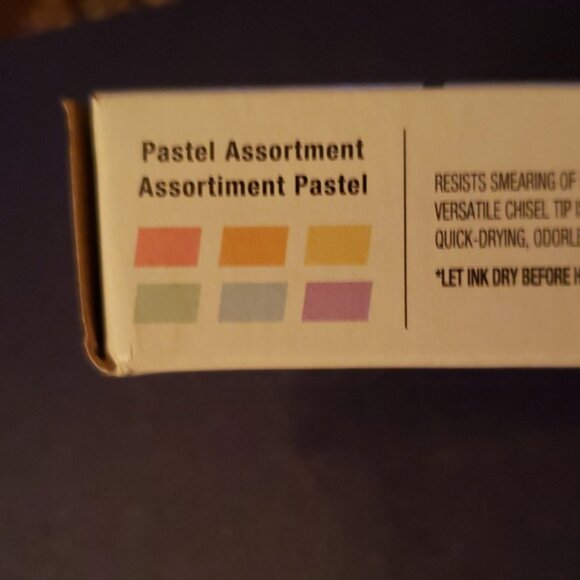 Pastel Assortment
Assortiment Pastel
RESISTS SMEARING OF
VERSATILE CHISEL TIP
QUICK-DRYING,
*LET INK DRY BEFORE